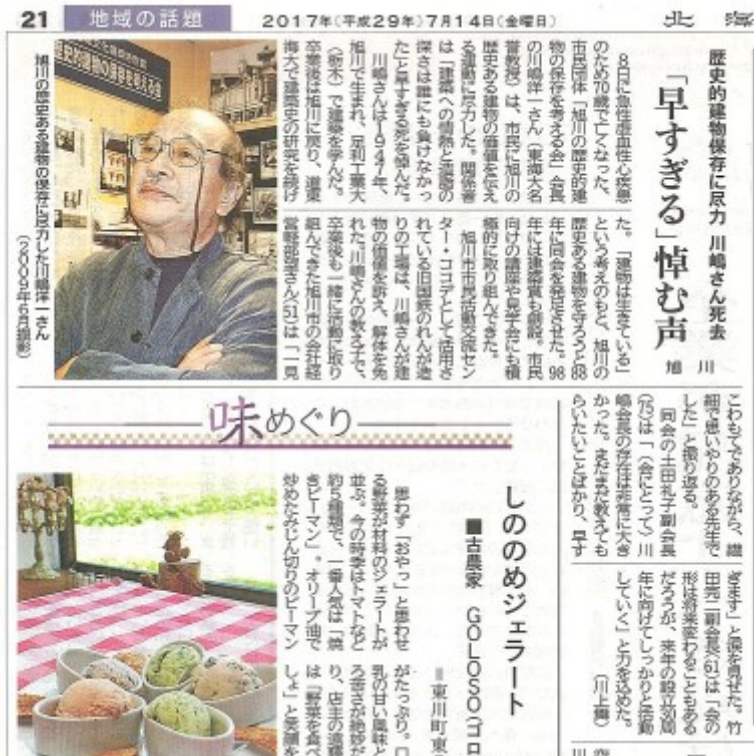 21 地域の話題 2017年(平成29年)7月14日(金曜日) 北海
歴史的建物保存に尽力 川嶋さん死去
「早すぎる」悼む声
旭川
8日に急性虚血性心疾患
のため70歳で亡くなった、
市民団体「旭川の歴史的建
物の保存を考える会」会長
の川嶋洋一さん(東海大名
誉教授)は、市民に旭川の
歴史ある建物の価値を伝え
る運動に尽力した。関係者
は「建築への情熱と造詣の
深さは誰にも負けなかっ
た」と早すぎる死を悼んだ。
川嶋さんは1947年、
旭川で生まれ、足利工業大
(栃木)で建築を学んだ。
卒業後は旭川に戻り、道東
海大で建築史の研究を続け
た。「建物は生きている」
という考えのもと、旭川の
歴史ある建物を守ろうと88
年に同会を発足させた。98
年には建築賞も創設。市民
向けの講座や見学会にも積
極的に取り組んできた。
旭川市市民活動交流セン
ター・ココデとして活用さ
れている旧国鉄のれんが造
りの工場は、川嶋さんが建
物の価値を訴え、解体を免
れた。川嶋さんの教え子で、
卒業後も一緒に活動に取り
組んできた旭川市の会社経
営軽部望さん(51)は「一見
こわもてでありながら、繊
細で思いやりのある先生で
した」と振り返る。
同会の土田礼子副会長
(75)は「(会にとって)川
嶋会長の存在は非常に大き
かった。まだまだ教えても
らいたいことばかり、早す
ぎます」と涙を見せた。竹
田完二副会長(61)は「会の
形は将来変わることもある
だろうが、来年の設立30周
年に向けてしっかりと活動
していく」と力を込めた。
(川上舞)
歴史的建物の保存を考える会
旭川の歴史ある建物の保存に尽力した川嶋洋一さん
(2009年6月撮影)
味めぐり
しののめジェラート
■古農家 GOLOSO(ゴロ
＝東川町東
思わず「おやっ」と思わせ
る野菜が材料のジェラートが
並ぶ。今の時季はトマトなど
約5種類で、一番人気は「焼
きピーマン」。オリーブ油で
炒めたみじん切りのピーマン
がたっぷり。ロ
乳の甘い風味と
ろ苦さが絶妙だ
り、店主の遠藤
は「野菜を食べ
しょ」と笑顔を